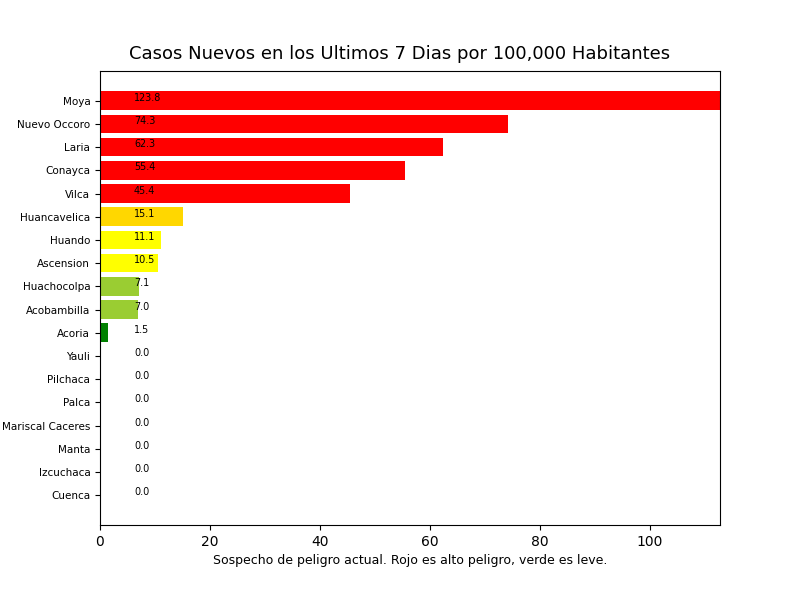 Casos Nuevos en los Ultimos 7 Dias por 100,000 Habitantes
Moya 123.8
Nuevo Occoro 74.3
Laria 62.3
Conayca 55.4
Vilca 45.4
Huancavelica 15.1
Huando 11.1
Ascension 10.5
Huachocolpa 7.1
Acobambilla 7.0
Acoria 1.5
Yauli 0.0
Pilchaca 0.0
Palca 0.0
Mariscal Caceres 0.0
Manta 0.0
Izcuchaca 0.0
Cuenca 0.0
0 20 40 60 80 100
Sospecho de peligro actual. Rojo es alto peligro, verde es leve.